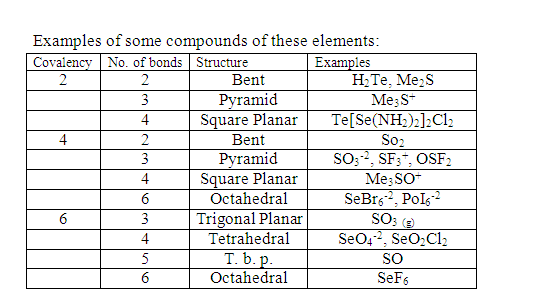 Examples of some compounds of these elements:
Covalency No. of bonds Structure Examples
2 2 Bent H₂Te, Me₂S
3 Pyramid Me₃S⁺
4 Square Planar Te[Se(NH₂)₂]₂Cl₂
4 2 Bent So₂
3 Pyramid SO₃⁻², SF₃⁺, OSF₂
4 Square Planar Me₃SO⁺
6 Octahedral SeBr₆⁻², PoI₆⁻²
6 3 Trigonal Planar SO₃ (g)
4 Tetrahedral SeO₄⁻², SeO₂Cl₂
5 T. b. p. SO
6 Octahedral SeF₆